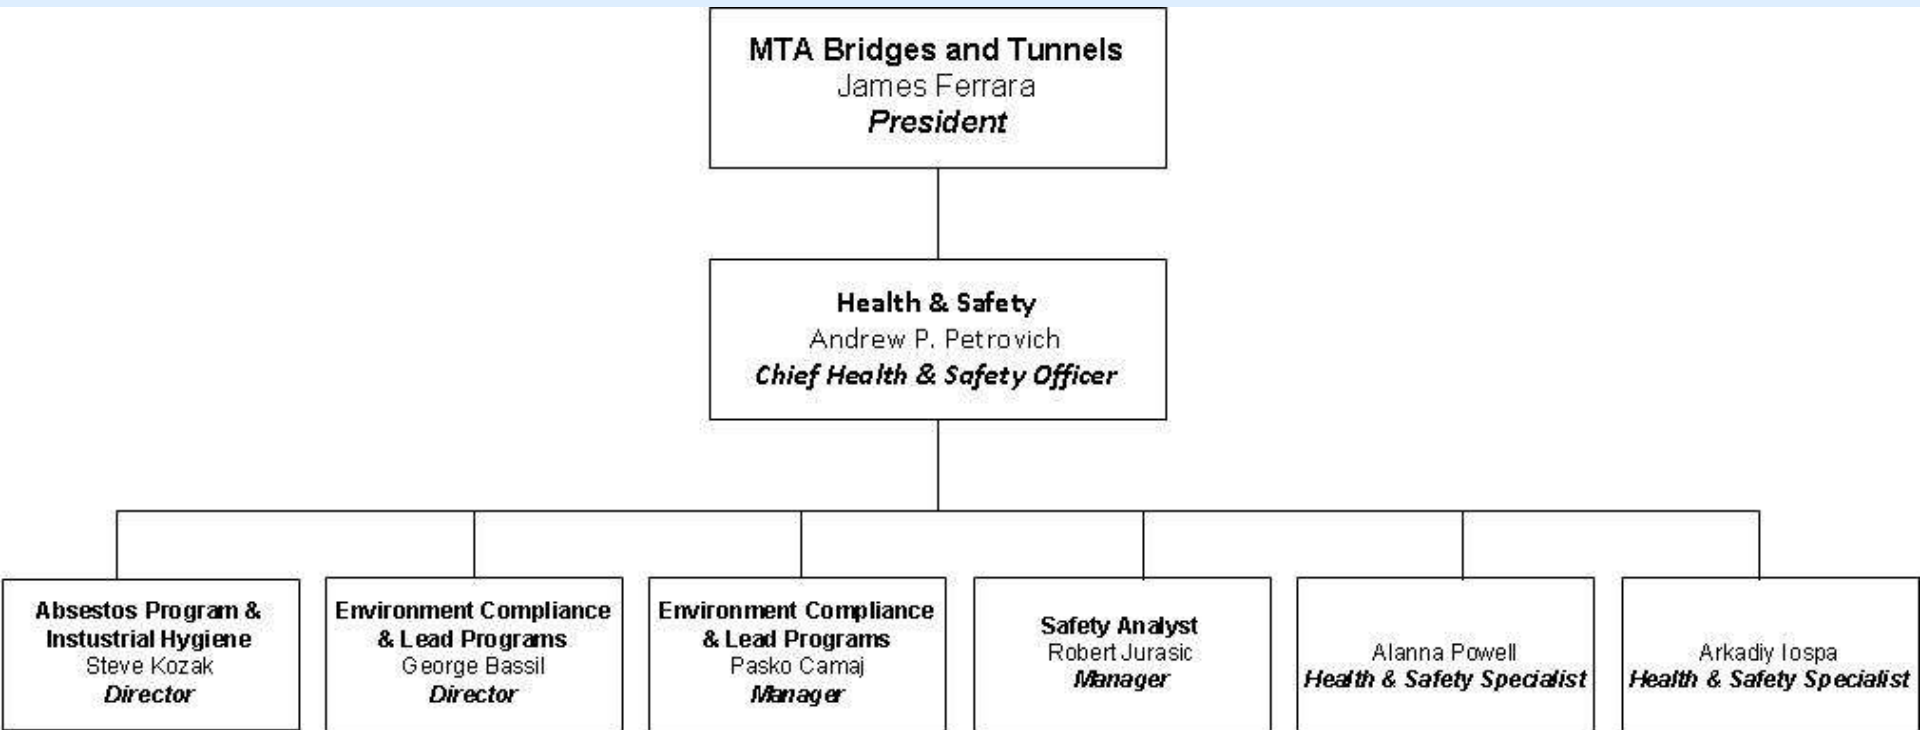 MTA Bridges and Tunnels
James Ferrara
President
Health & Safety
Andrew P. Petrovich
Chief Health & Safety Officer
Absestos Program &
Instustrial Hygiene
Steve Kozak
Director
Environment Compliance
& Lead Programs
George Bassil
Director
Environment Compliance
& Lead Programs
Pasko Camaj
Manager
Safety Analyst
Robert Jurasic
Manager
Alanna Powell
Health & Safety Specialist
Arkadiy Iospa
Health & Safety Specialist